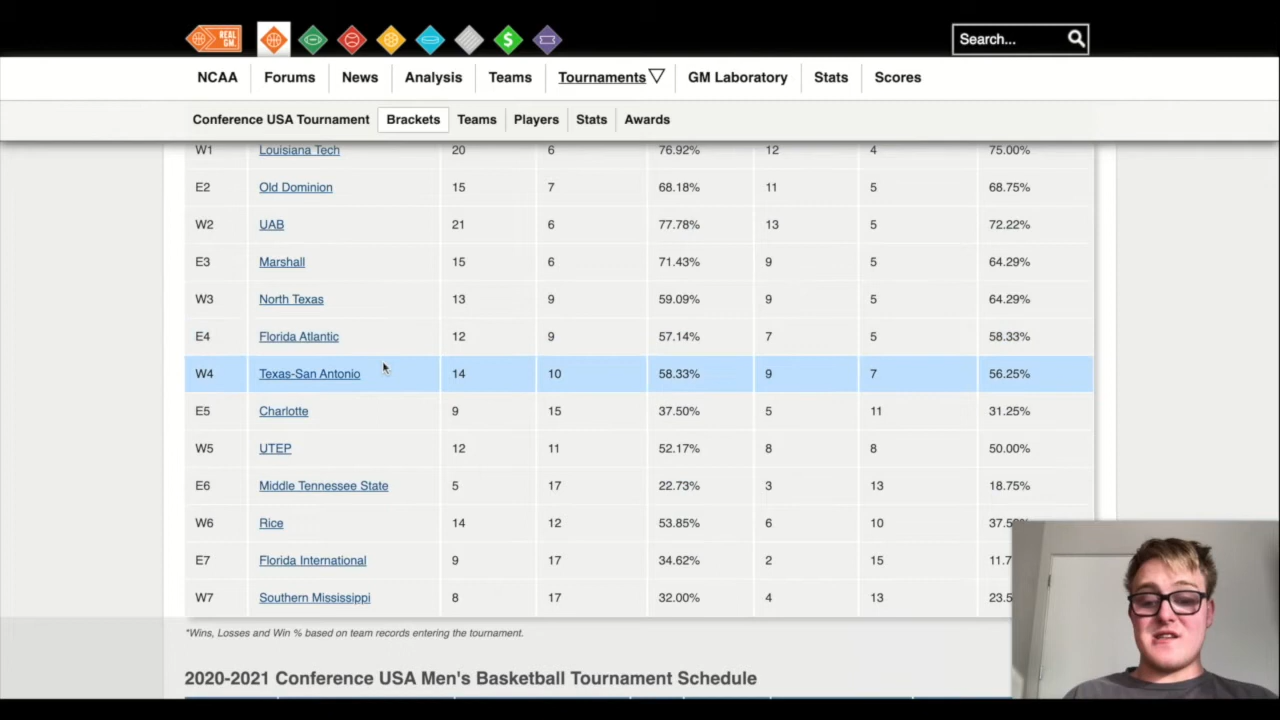 REAL GM.
Search...
NCAA Forums News Analysis Teams Tournaments GM Laboratory Stats Scores
Conference USA Tournament Brackets Teams Players Stats Awards
W1 Louisiana Tech 20 6 76.92% 12 4 75.00%
E2 Old Dominion 15 7 68.18% 11 5 68.75%
W2 UAB 21 6 77.78% 13 5 72.22%
E3 Marshall 15 6 71.43% 9 5 64.29%
W3 North Texas 13 9 59.09% 9 5 64.29%
E4 Florida Atlantic 12 9 57.14% 7 5 58.33%
W4 Texas-San Antonio 14 10 58.33% 9 7 56.25%
E5 Charlotte 9 15 37.50% 5 11 31.25%
W5 UTEP 12 11 52.17% 8 8 50.00%
E6 Middle Tennessee State 5 17 22.73% 3 13 18.75%
W6 Rice 14 12 53.85% 6 10 37.5
E7 Florida International 9 17 34.62% 2 15 11.7
W7 Southern Mississippi 8 17 32.00% 4 13 23.5
*Wins, Losses and Win % based on team records entering the tournament.
2020-2021 Conference USA Men's Basketball Tournament Schedule